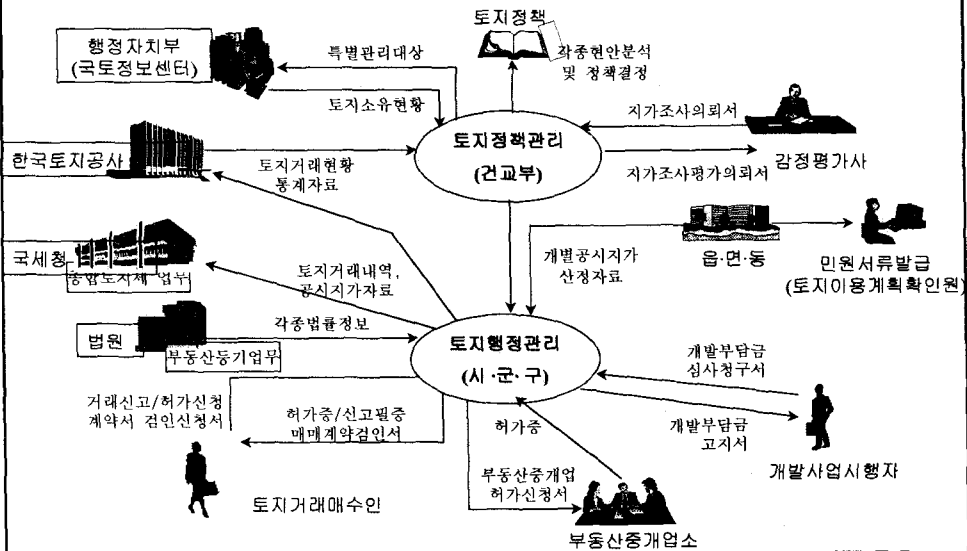 토지정책
행정자치부
(국토정보센터)
특별관리대상
각종현안분석
및 정책결정
토지소유현황
지가조사의뢰서
한국토지공사
토지정책관리
(건교부)
감정평가사
토지거래현황
통계자료
지가조사평가의뢰서
국세청
종합토지세 업무
토지거래내역,
공시지가자료
개별공시지가
산정자료
읍·면·동
민원서류발급
(토지이용계획확인원)
법원
각종법률정보
부동산등기업무
토지행정관리
(시·군·구)
개발부담금
심사청구서
거래신고/허가신청
계약서 검인신청서
허가증/신고필증
매매계약검인서
허가증
개발부담금
고지서
부동산중개업
허가신청서
개발사업시행자
토지거래매수인
부동산중개업소